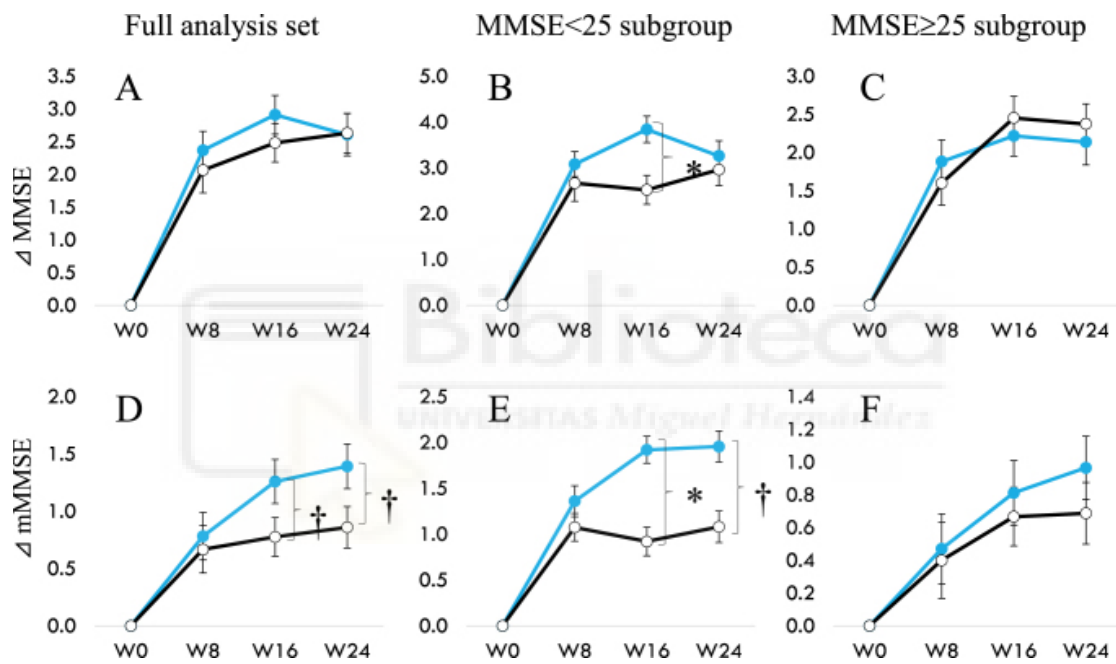 Full analysis set
MMSE<25 subgroup
MMSE≥25 subgroup
Δ MMSE
A
3.5
3.0
2.5
2.0
1.5
1.0
0.5
0.0
W0 W8 W16 W24
B
5.0
4.0
3.0
2.0
1.0
0.0
*
W0 W8 W16 W24
C
3.0
2.5
2.0
1.5
1.0
0.5
0.0
W0 W8 W16 W24
Biblioteca
UNIVERSITAS Miguel Hernández
Δ mMMSE
D
2.0
1.5
1.0
0.5
0.0
†
†
W0 W8 W16 W24
E
2.5
2.0
1.5
1.0
0.5
0.0
*
†
W0 W8 W16 W24
F
1.4
1.2
1.0
0.8
0.6
0.4
0.2
0.0
W0 W8 W16 W24